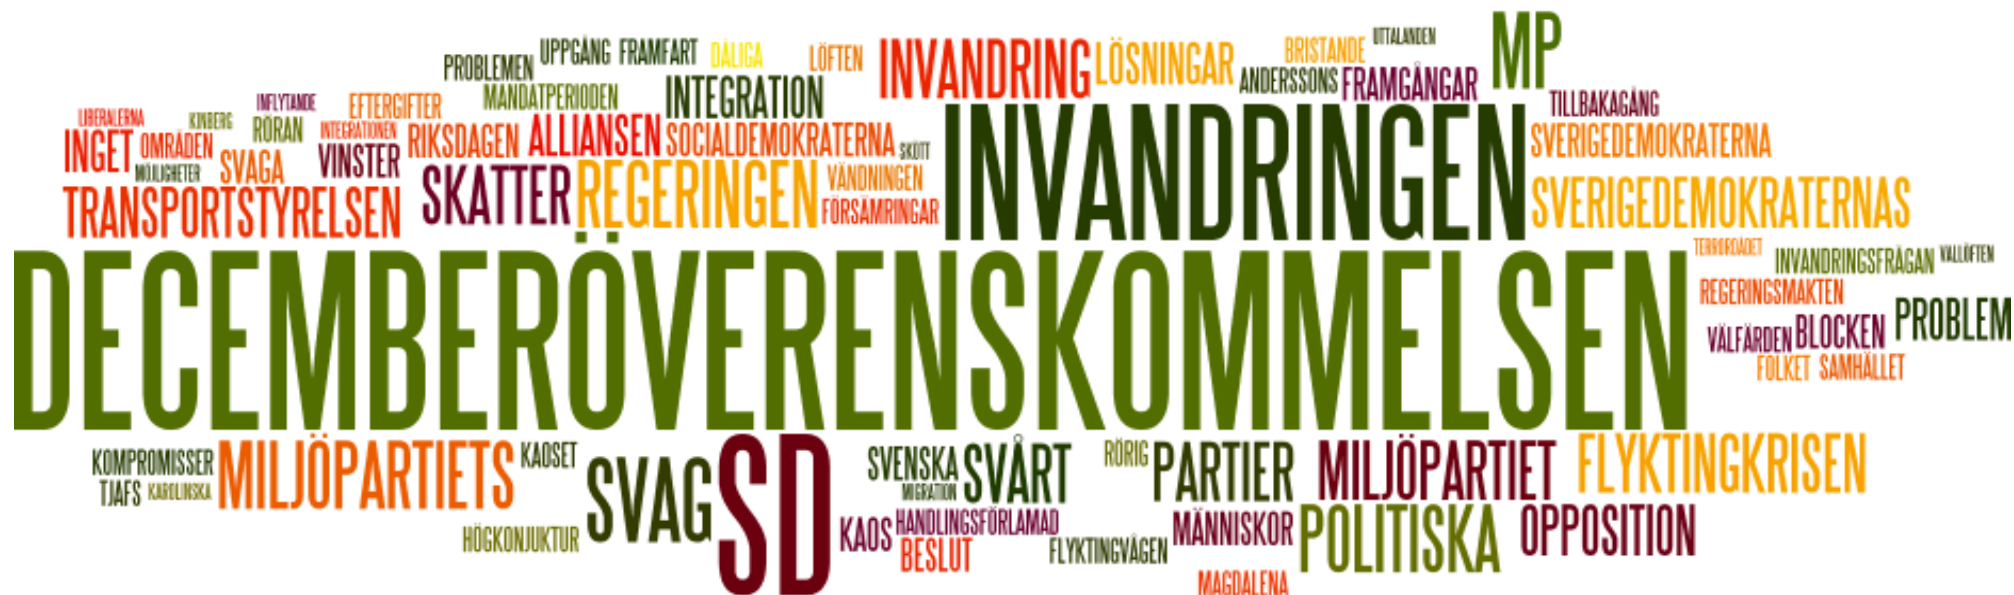 MP
UTTALANDEN
UPPGÅNG FRAMFART DÅLIGA LÖFTEN INVANDRING LÖSNINGAR BRISTANDE
PROBLEMEN INTEGRATION ANDERSSONS FRAMGÅNGAR
INFLYTANDE EFTERGIFTER MANDATPERIODEN TILLBAKAGÅNG
LIBERALERNA KINBERG RÖRAN INTEGRATIONEN RIKSDAGEN ALLIANSEN SOCIALDEMOKRATERNA SKÖTT INVANDRINGEN SVERIGEDEMOKRATERNA
INGET OMRÅDEN SVAGA VINSTER
MÖJLIGHETER SKATTER REGERINGEN VÄNDNINGEN
TRANSPORTSTYRELSEN FÖRSÄMRINGAR SVERIGEDEMOKRATERNAS
TERRORDÅDET INVANDRINGSFRÅGAN VALLÖFTEN
DECEMBERÖVERENSKOMMELSEN
REGERINGSMAKTEN
VÄLFÄRDEN BLOCKEN PROBLEM
FOLKET SAMHÄLLET
KOMPROMISSER MILJÖPARTIETS KAOSET SVAG SD SVENSKA SVÅRT RÖRIG PARTIER MILJÖPARTIET FLYKTINGKRISEN
TJAFS KAROLINSKA MIGRATION
HÖGKONJUKTUR KAOS HANDLINGSFÖRLAMAD MÄNNISKOR POLITISKA OPPOSITION
BESLUT FLYKTINGVÅGEN
MAGDALENA